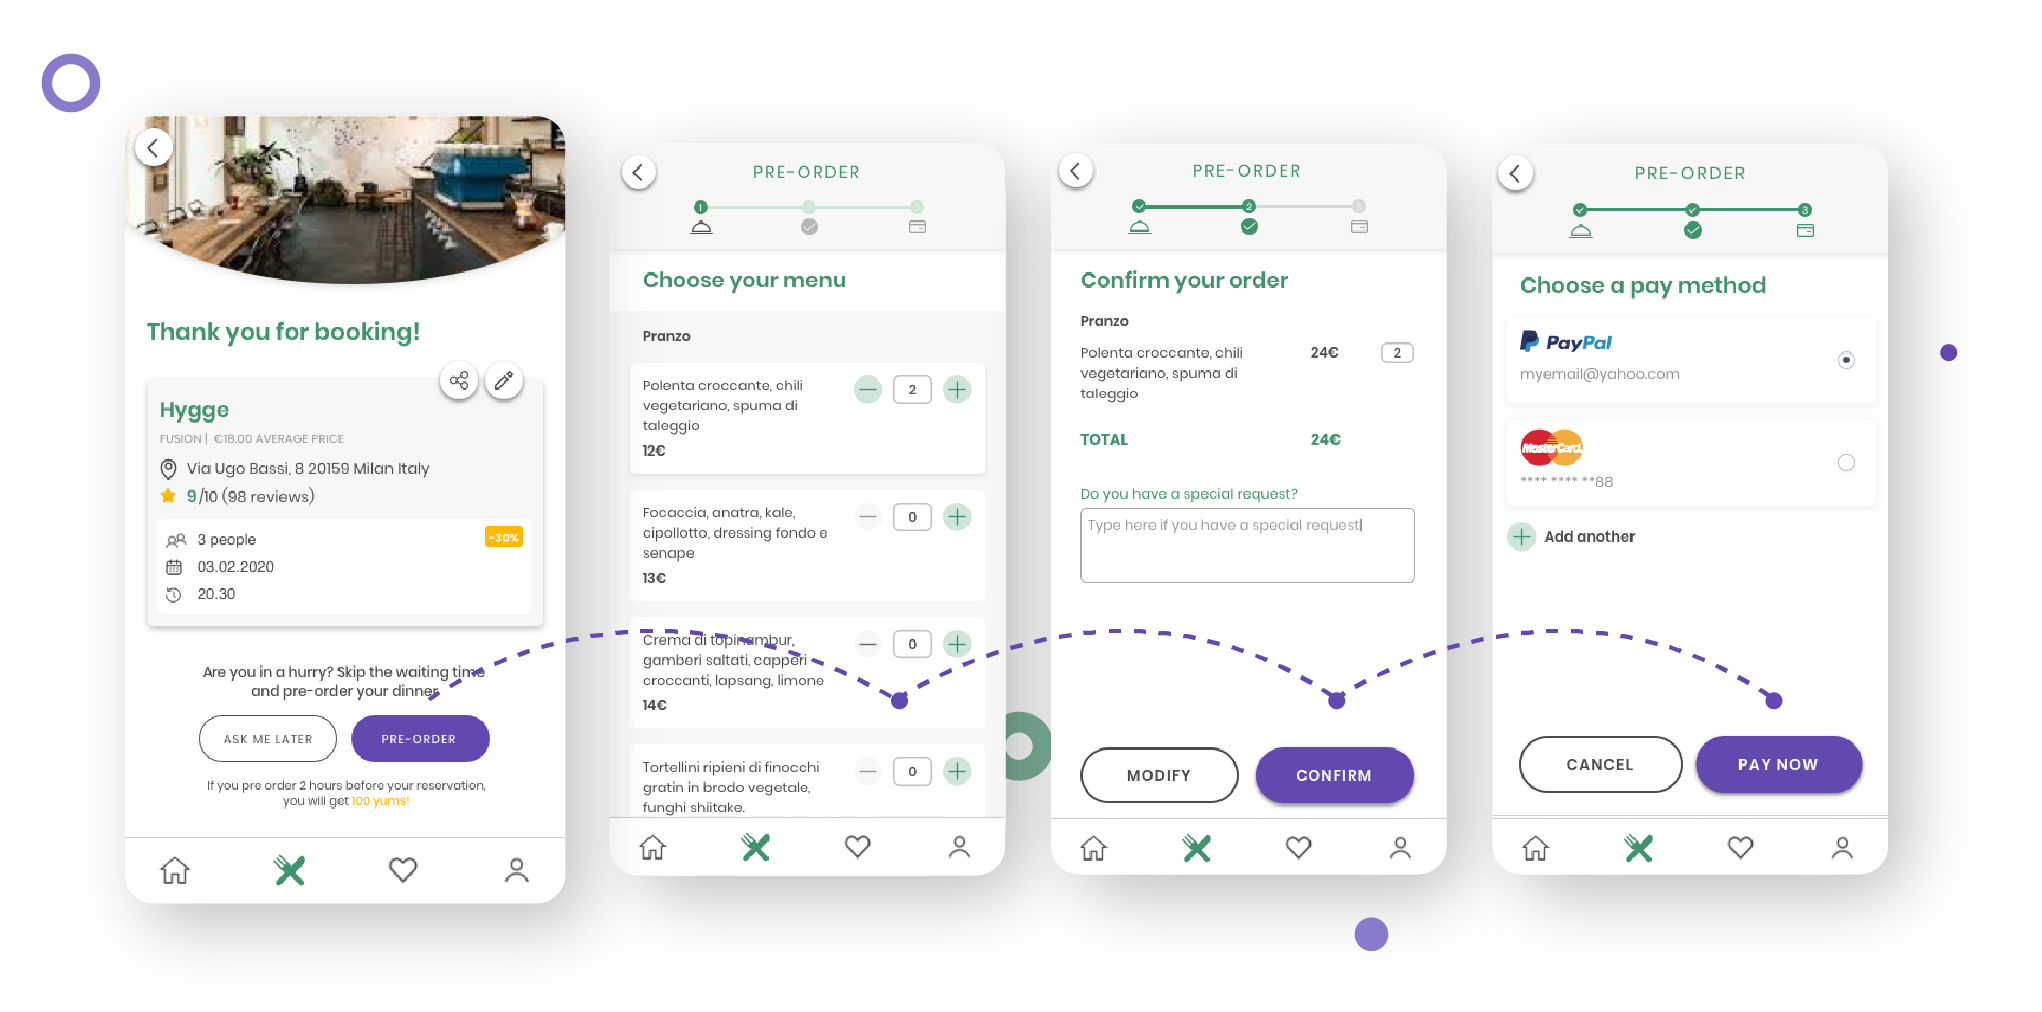 Thank you for booking!
Hygge
FUSION | €18.00 AVERAGE PRICE
Via Ugo Bassi, 8 20159 Milan Italy
9/10 (98 reviews)
3 people
-30%
03.02.2020
20.30
Are you in a hurry? Skip the waiting time
and pre-order your dinner
ASK ME LATER
PRE-ORDER
If you pre order 2 hours before your reservation,
you will get 100 yums!
PRE-ORDER
1
2
3
Choose your menu
Pranzo
Polenta croccante, chili
vegetariano, spuma di
taleggio
12€
2
Focaccia, anatra, kale,
cipollotto, dressing fondo e
senape
13€
0
Crema di topinambur,
gamberi saltati, capperi
croccanti, lapsang, limone
14€
0
Tortellini ripieni di finocchi
gratin in brodo vegetale,
funghi shiitake.
0
PRE-ORDER
2
3
Confirm your order
Pranzo
Polenta croccante, chili
vegetariano, spuma di
taleggio
24€
2
TOTAL 24€
Do you have a special request?
Type here if you have a special request
MODIFY
CONFIRM
PRE-ORDER
3
Choose a pay method
PayPal
myemail@yahoo.com
MasterCard
**** **** **88
Add another
CANCEL
PAY NOW